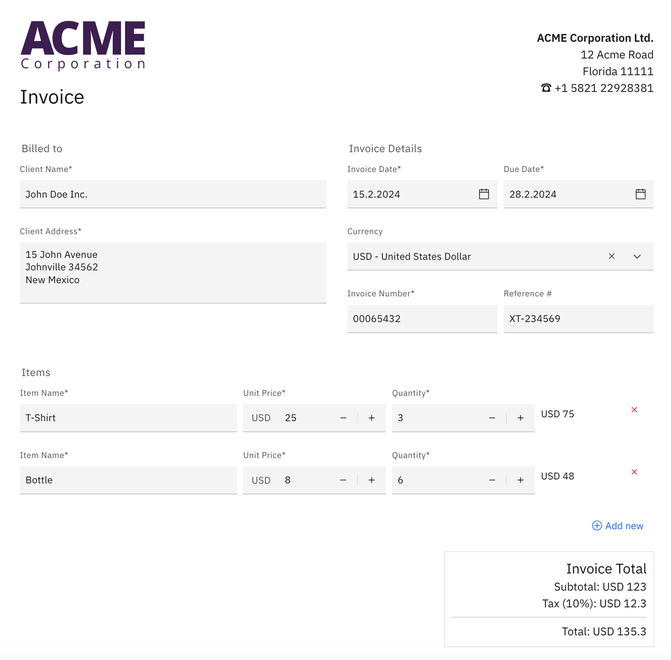 ACME
Corporation
Invoice
ACME Corporation Ltd.
12 Acme Road
Florida 11111
☎ +1 5821 22928381
Billed to
Client Name*
John Doe Inc.
Client Address*
15 John Avenue
Johnville 34562
New Mexico
Invoice Details
Invoice Date*
15.2.2024
Due Date*
28.2.2024
Currency
USD - United States Dollar
Invoice Number*
00065432
Reference #
XT-234569
Items
Item Name* Unit Price* Quantity*
T-Shirt USD 25 − + 3 − + USD 75 ×
Item Name* Unit Price* Quantity*
Bottle USD 8 − + 6 − + USD 48 ×
Add new
Invoice Total
Subtotal: USD 123
Tax (10%): USD 12.3
Total: USD 135.3